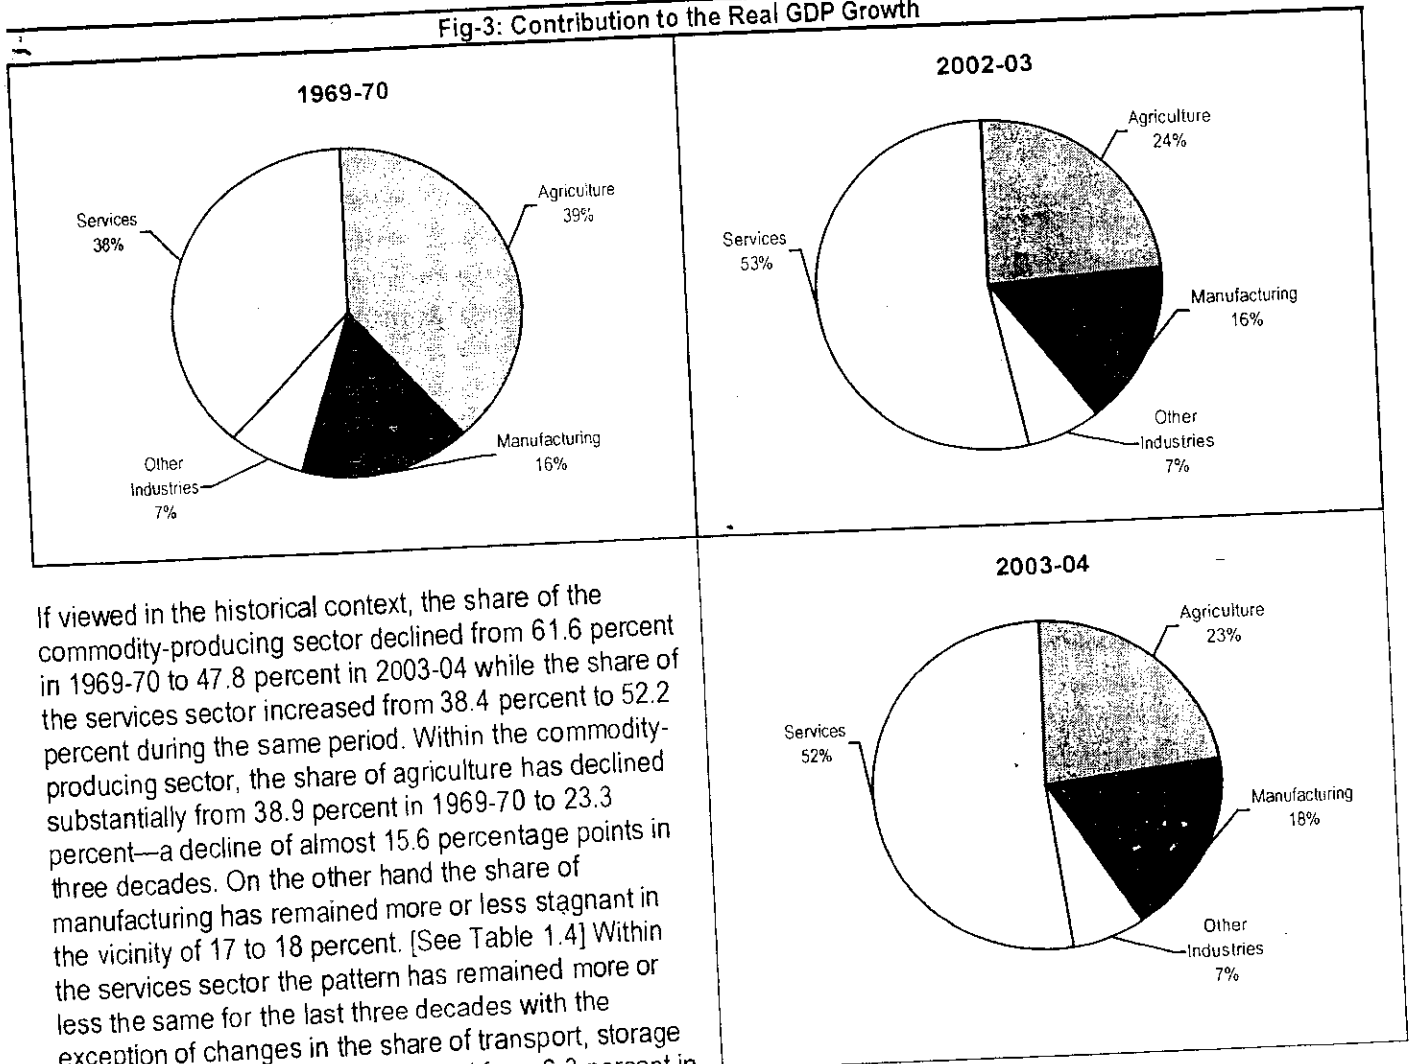 Fig-3: Contribution to the Real GDP Growth
1969-70
Agriculture
39%
Services
38%
Manufacturing
16%
Other
Industries
7%
2002-03
Agriculture
24%
Services
53%
Manufacturing
16%
Other
Industries
7%
If viewed in the historical context, the share of the
commodity-producing sector declined from 61.6 percent
in 1969-70 to 47.8 percent in 2003-04 while the share of
the services sector increased from 38.4 percent to 52.2
percent during the same period. Within the commodity-
producing sector, the share of agriculture has declined
substantially from 38.9 percent in 1969-70 to 23.3
percent—a decline of almost 15.6 percentage points in
three decades. On the other hand the share of
manufacturing has remained more or less stagnant in
the vicinity of 17 to 18 percent. [See Table 1.4] Within
the services sector the pattern has remained more or
less the same for the last three decades with the
exception of changes in the share of transport, storage
percent in
2003-04
Agriculture
23%
Services
52%
Manufacturing
18%
Other
Industries
7%